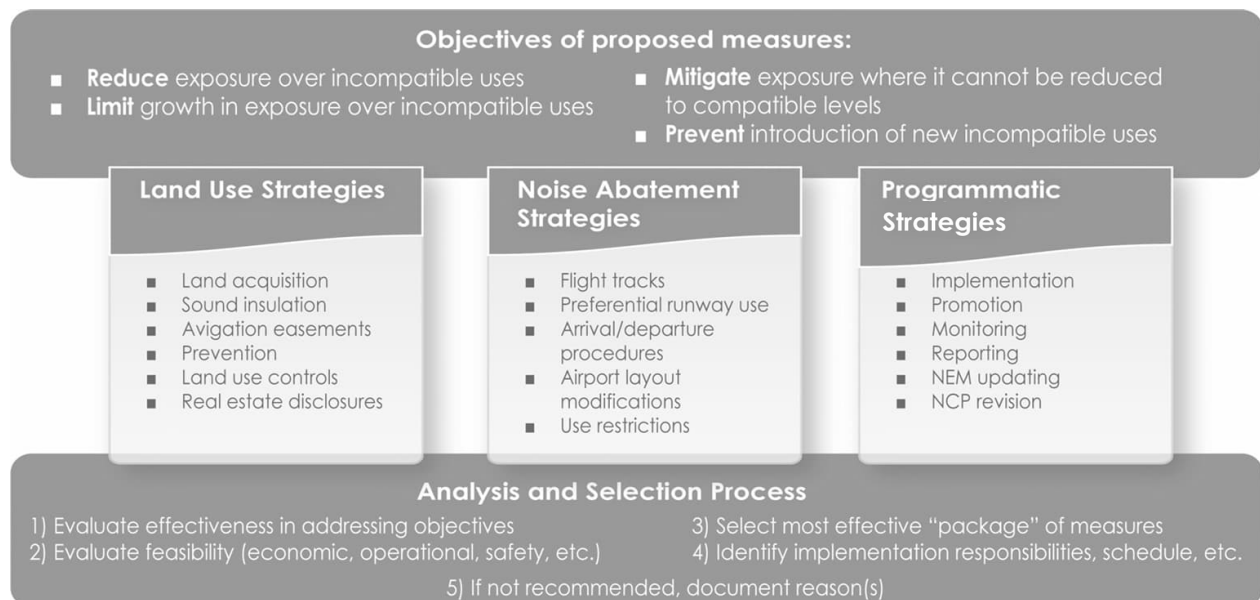 Objectives of proposed measures:
■ Reduce exposure over incompatible uses
■ Limit growth in exposure over incompatible uses
■ Mitigate exposure where it cannot be reduced
to compatible levels
■ Prevent introduction of new incompatible uses
Land Use Strategies
■ Land acquisition
■ Sound insulation
■ Avigation easements
■ Prevention
■ Land use controls
■ Real estate disclosures
Noise Abatement
Strategies
■ Flight tracks
■ Preferential runway use
■ Arrival/departure
procedures
■ Airport layout
modifications
■ Use restrictions
Programmatic
Strategies
■ Implementation
■ Promotion
■ Monitoring
■ Reporting
■ NEM updating
■ NCP revision
Analysis and Selection Process
1) Evaluate effectiveness in addressing objectives
2) Evaluate feasibility (economic, operational, safety, etc.)
3) Select most effective “package” of measures
4) Identify implementation responsibilities, schedule, etc.
5) If not recommended, document reason(s)